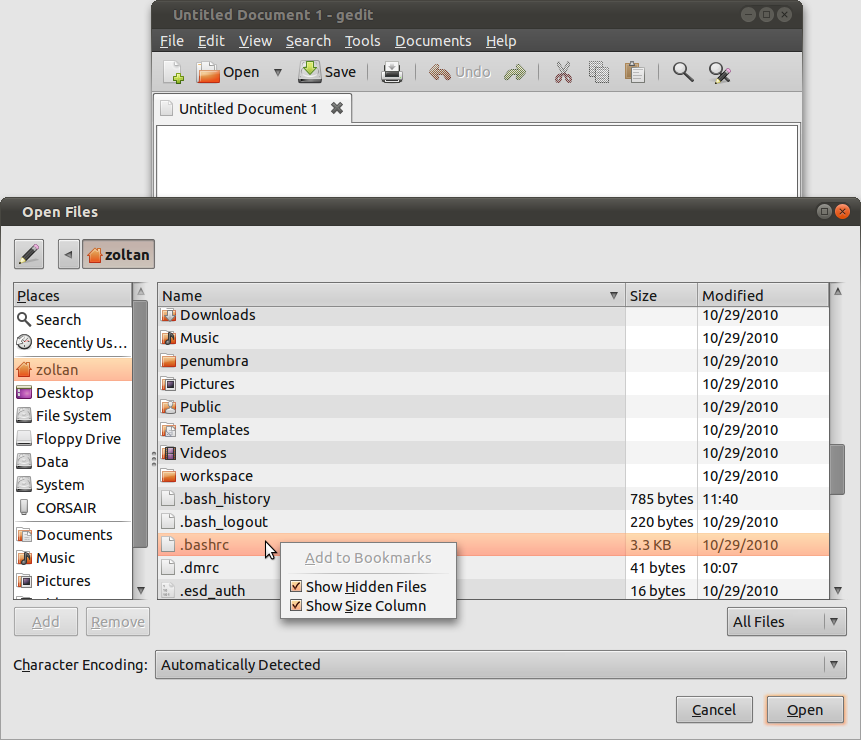 Untitled Document 1 - gedit
File Edit View Search Tools Documents Help
Open Save Undo
Untitled Document 1
Open Files
zoltan
Places
Search
Recently Us...
zoltan
Desktop
File System
Floppy Drive
Data
System
CORSAIR
Documents
Music
Pictures
Name Size Modified
Downloads 10/29/2010
Music 10/29/2010
penumbra 10/29/2010
Pictures 10/29/2010
Public 10/29/2010
Templates 10/29/2010
Videos 10/29/2010
workspace 10/29/2010
.bash_history 785 bytes 11:40
.bash_logout 220 bytes 10/29/2010
.bashrc 3.3 KB 10/29/2010
.dmrc 41 bytes 10:07
.esd_auth 16 bytes 10/29/2010
Add to Bookmarks
Show Hidden Files
Show Size Column
Add Remove
All Files
Character Encoding: Automatically Detected
Cancel Open